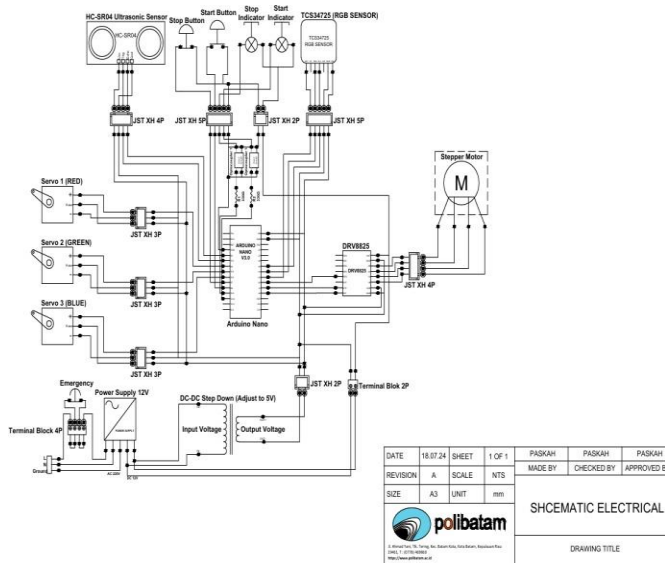 HC-SR04 Ultrasonic Sensor
HC-SR04
Stop Button
Start Button
Stop
Indicator
Start
Indicator
TCS34725 (RGB SENSOR)
TCS34725
RGB SENSOR
JST XH 4P
JST XH 5P
JST XH 2P
JST XH 5P
Stepper Motor
M
Servo 1 (RED)
JST XH 3P
Servo 2 (GREEN)
JST XH 3P
Servo 3 (BLUE)
JST XH 3P
ARDUINO
NANO
V3.0
Arduino Nano
DRV8825
DRV8825
JST XH 4P
JST XH 2P
Terminal Blok 2P
Emergency
Terminal Block 4P
L
N
Ground
Power Supply 12V
POWER SUPPLY
AC 220V
DC 12V
DC-DC Step Down (Adjust to 5V)
Input Voltage
Output Voltage
DATE 18.07.24 SHEET 1 OF 1 PASKAH PASKAH PASKAH
MADE BY CHECKED BY APPROVED B
REVISION A SCALE NTS
SIZE A3 UNIT mm
SHCEMATIC ELECTRICAL
polibatam
DRAWING TITLE